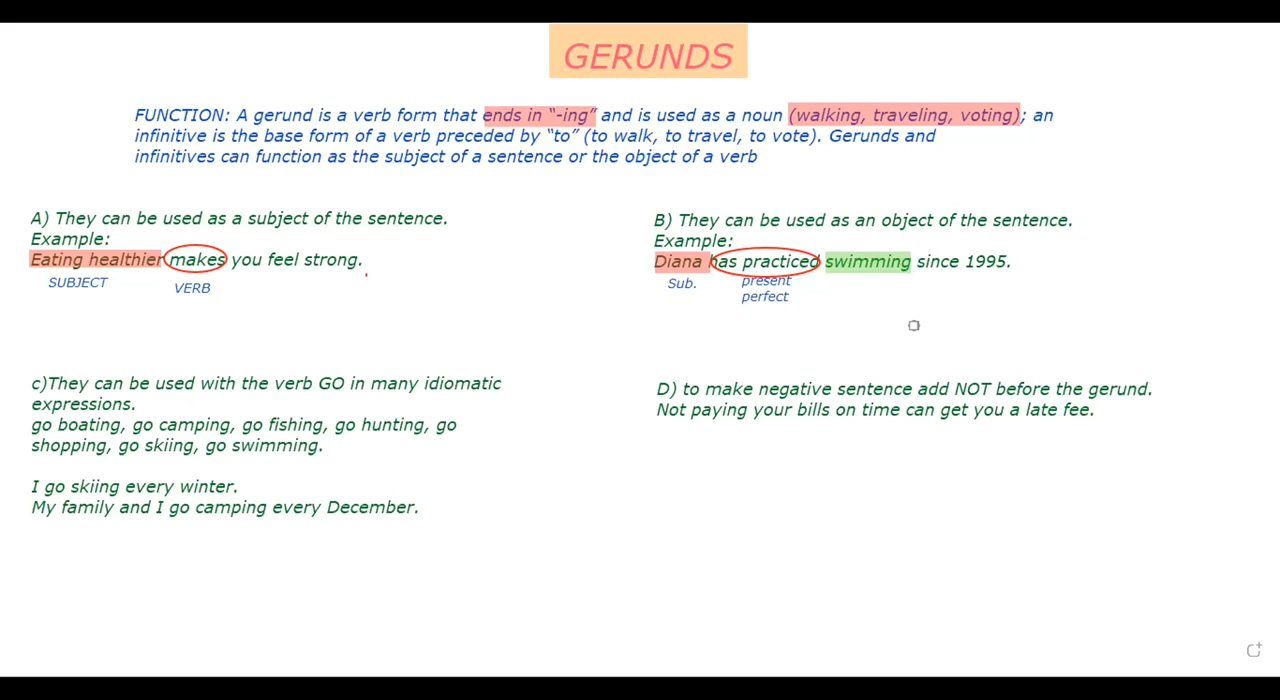 GERUNDS
FUNCTION: A gerund is a verb form that ends in “-ing” and is used as a noun (walking, traveling, voting); an
infinitive is the base form of a verb preceded by “to” (to walk, to travel, to vote). Gerunds and
infinitives can function as the subject of a sentence or the object of a verb
A) They can be used as a subject of the sentence.
Example:
Eating healthier makes you feel strong.
SUBJECT
VERB
B) They can be used as an object of the sentence.
Example:
Diana has practiced swimming since 1995.
Sub.
present
perfect
c)They can be used with the verb GO in many idiomatic
expressions.
go boating, go camping, go fishing, go hunting, go
shopping, go skiing, go swimming.
I go skiing every winter.
My family and I go camping every December.
D) to make negative sentence add NOT before the gerund.
Not paying your bills on time can get you a late fee.